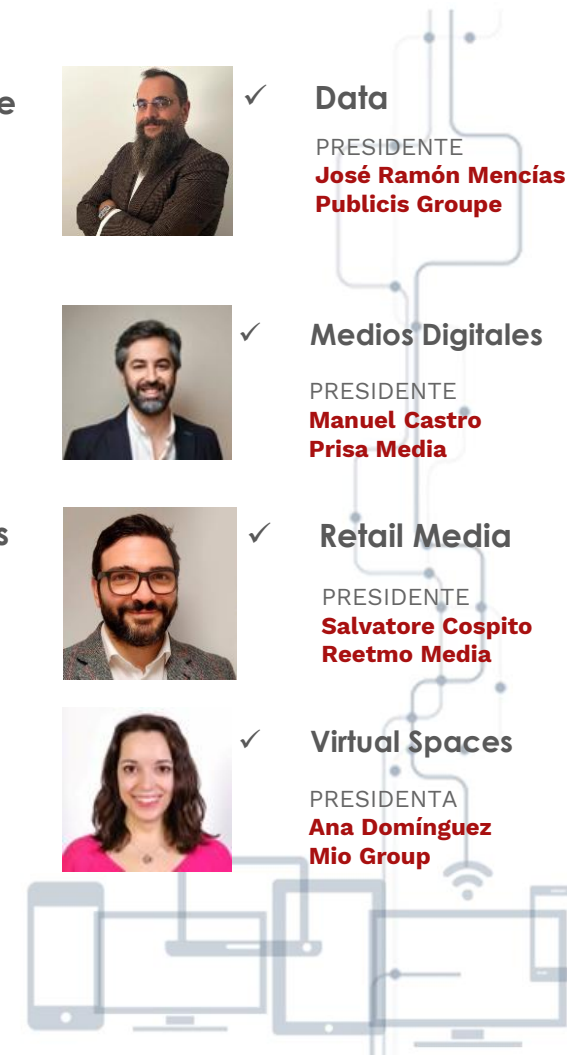 e
Data
PRESIDENTE
José Ramón Mencías
Publicis Groupe
Medios Digitales
PRESIDENTE
Manuel Castro
Prisa Media
s
Retail Media
PRESIDENTE
Salvatore Cospito
Reetmo Media
Virtual Spaces
PRESIDENTA
Ana Domínguez
Mio Group